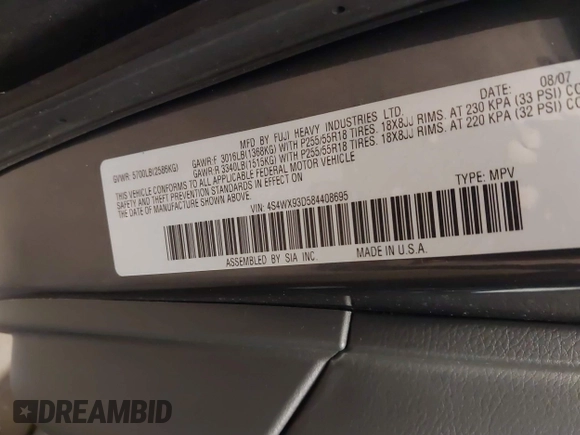 MFD BY FUJI HEAVY INDUSTRIES LTD. DATE: 08/07
GVWR: 5700LB(2586KG) GAWR:F 3016LB(1368KG) WITH P255/55R18 TIRES. 18X8JJ RIMS. AT 230 KPA (33 PSI) CO
GAWR:R 3340LB(1515KG) WITH P255/55R18 TIRES. 18X8JJ RIMS. AT 220 KPA (32 PSI) CO
THIS VEHICLE CONFORMS TO ALL APPLICABLE FEDERAL MOTOR VEHICLE
SAFETY AND THEFT PREVENTION STANDARDS IN EFFECT ON THE
DATE OF MANUFACTURE SHOWN ABOVE.
VIN: 4S4WX93D584408695 TYPE: MPV
ASSEMBLED BY SIA INC. MADE IN U.S.A.
DREAMBID